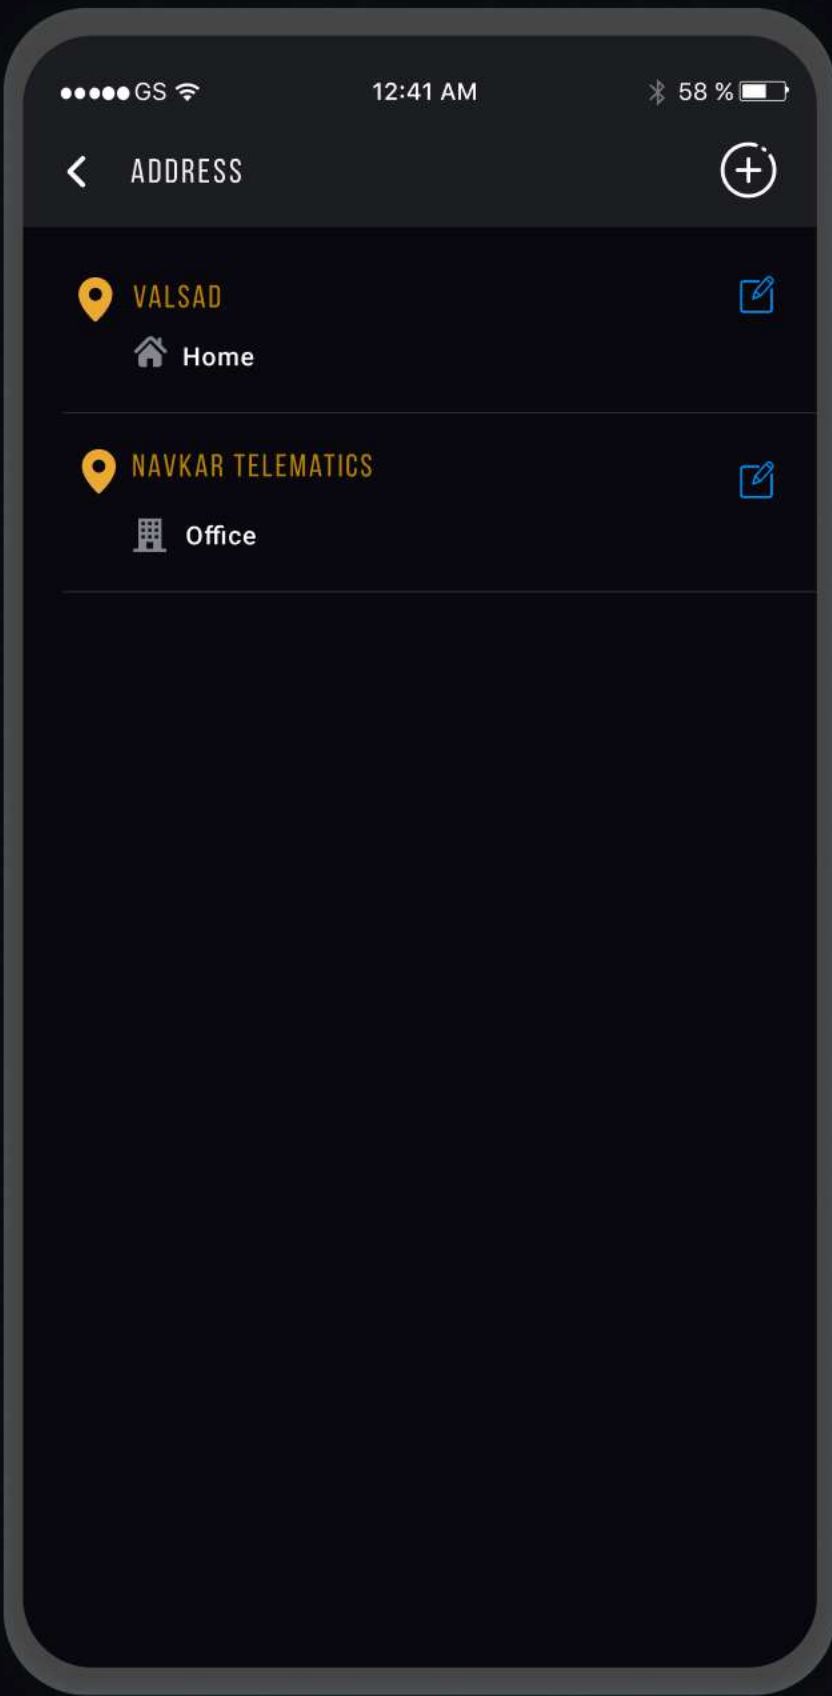 GS 12:41 AM 58 %
ADDRESS
VALSAD
Home
NAVKAR TELEMATICS
Office